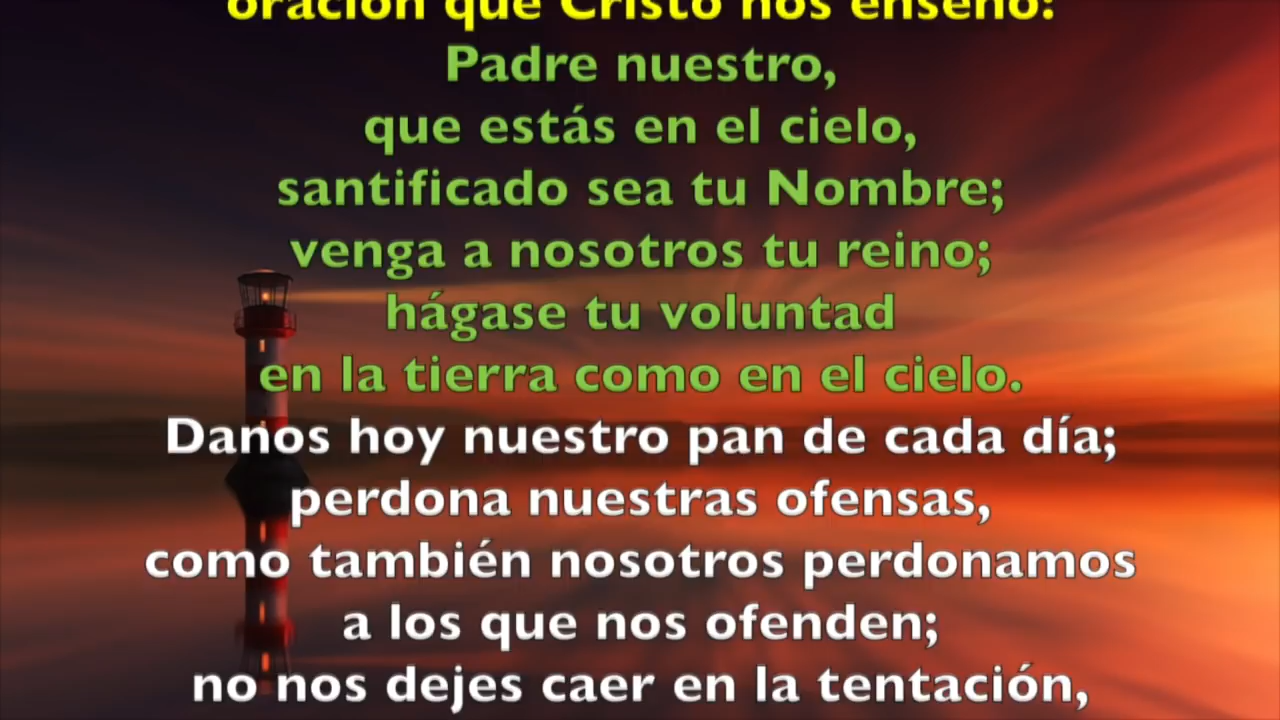 oración que Cristo nos enseñó:
Padre nuestro,
que estás en el cielo,
santificado sea tu Nombre;
venga a nosotros tu reino;
hágase tu voluntad
en la tierra como en el cielo.
Danos hoy nuestro pan de cada día;
perdona nuestras ofensas,
como también nosotros perdonamos
a los que nos ofenden;
no nos dejes caer en la tentación,